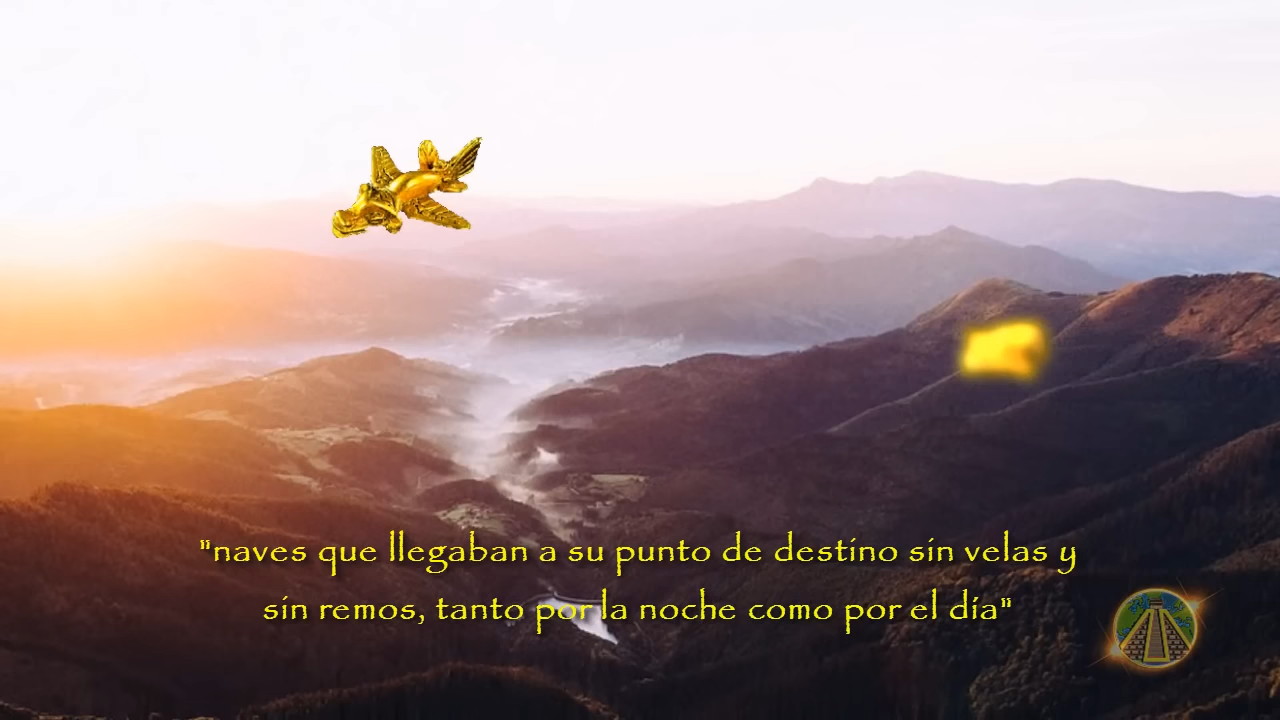 "naves que llegaban a su punto de destino sin velas y
sin remos, tanto por la noche como por el día"